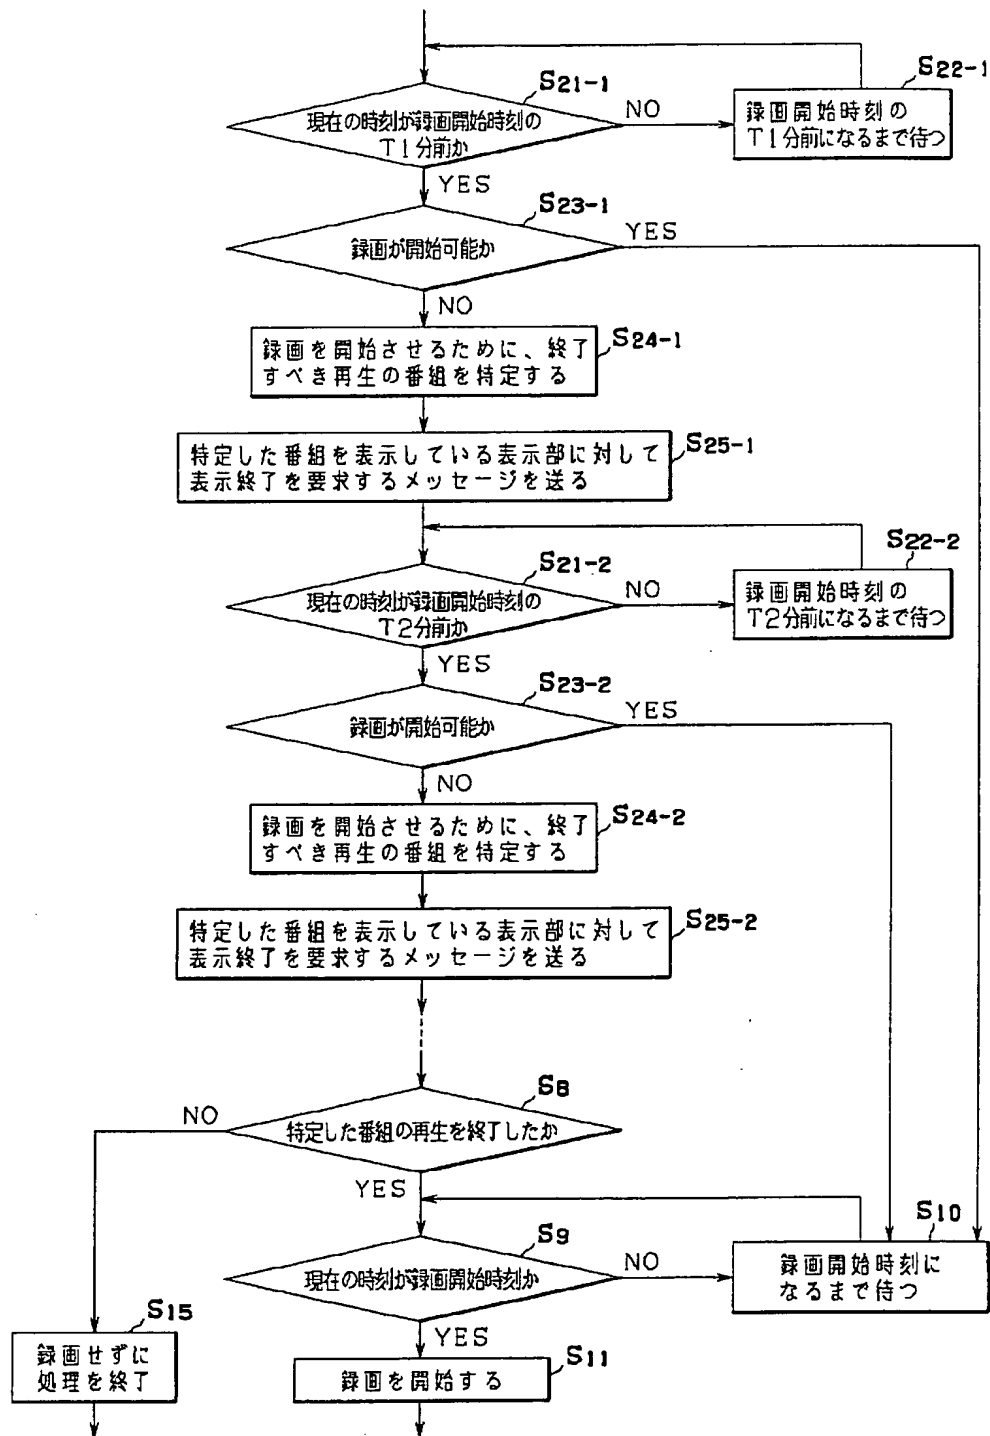 S21-1
現在の時刻が録画開始時刻の
T1分前か
NO
S22-1
録画開始時刻の
T1分前になるまで待つ
YES
S23-1
録画が開始可能か
YES
NO
S24-1
録画を開始させるために、終了
すべき再生の番組を特定する
S25-1
特定した番組を表示している表示部に対して
表示終了を要求するメッセージを送る
S21-2
現在の時刻が録画開始時刻の
T2分前か
NO
S22-2
録画開始時刻の
T2分前になるまで待つ
YES
S23-2
録画が開始可能か
YES
NO
S24-2
録画を開始させるために、終了
すべき再生の番組を特定する
S25-2
特定した番組を表示している表示部に対して
表示終了を要求するメッセージを送る
S8
特定した番組の再生を終了したか
NO
YES
S9
現在の時刻が録画開始時刻か
NO
S10
録画開始時刻に
なるまで待つ
YES
S15
録画せずに
処理を終了
S11
録画を開始する